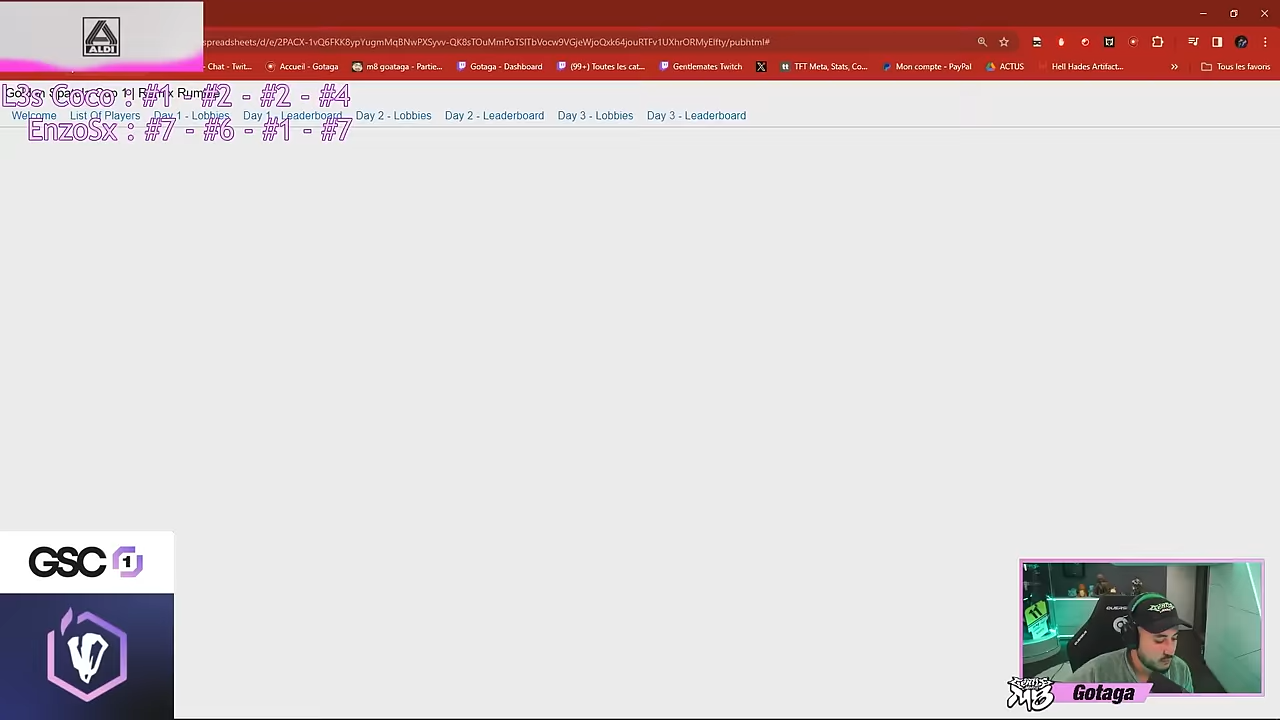 ALDI
spreadsheets/d/e/2PACX-1vQ6FKK8ypYugmMqBNwPXSyvv-QK8sTOuMmPoTSlTbVocw9VGjeWjoQxk64jouRTFv1UXhrORMyElfty/pubhtml#
- Chat - Twit... Accueil - Gotaga m8 goataga - Partie... Gotaga - Dashboard (99+) Toutes les cat... Gentlemates Twitch TFT Meta, Stats, Co... Mon compte - PayPal ACTUS Hell Hades Artifact... » Tous les favoris
L3s Coco : #1 - #2 - #2 - #4
Welcome List Of Players Day 1 - Lobbies Day 1 - Leaderboard Day 2 - Lobbies Day 2 - Leaderboard Day 3 - Lobbies Day 3 - Leaderboard
EnzoSx : #7 - #6 - #1 - #7
GSC 1
M8 Gotaga